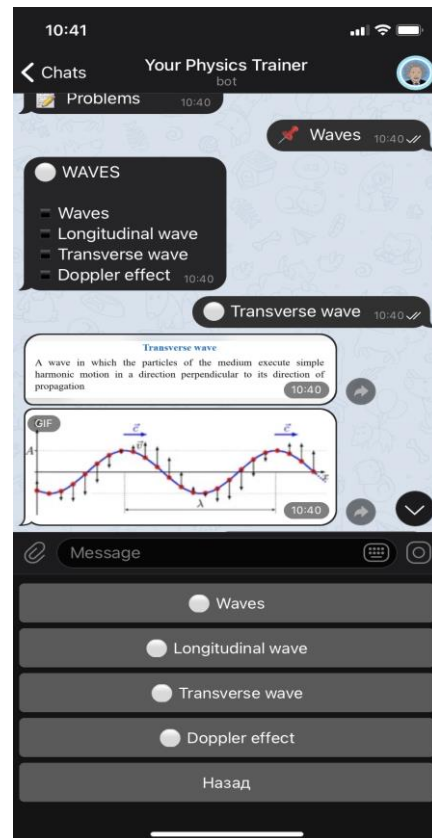 10:41
Chats
Your Physics Trainer
bot
Problems 10:40
Waves 10:40
WAVES
Waves
Longitudinal wave
Transverse wave
Doppler effect 10:40
Transverse wave 10:40
Transverse wave
A wave in which the particles of the medium execute simple
harmonic motion in a direction perpendicular to its direction of
propagation
10:40
GIF
A
c
v
c
x
λ
10:40
Message
Waves
Longitudinal wave
Transverse wave
Doppler effect
Назад